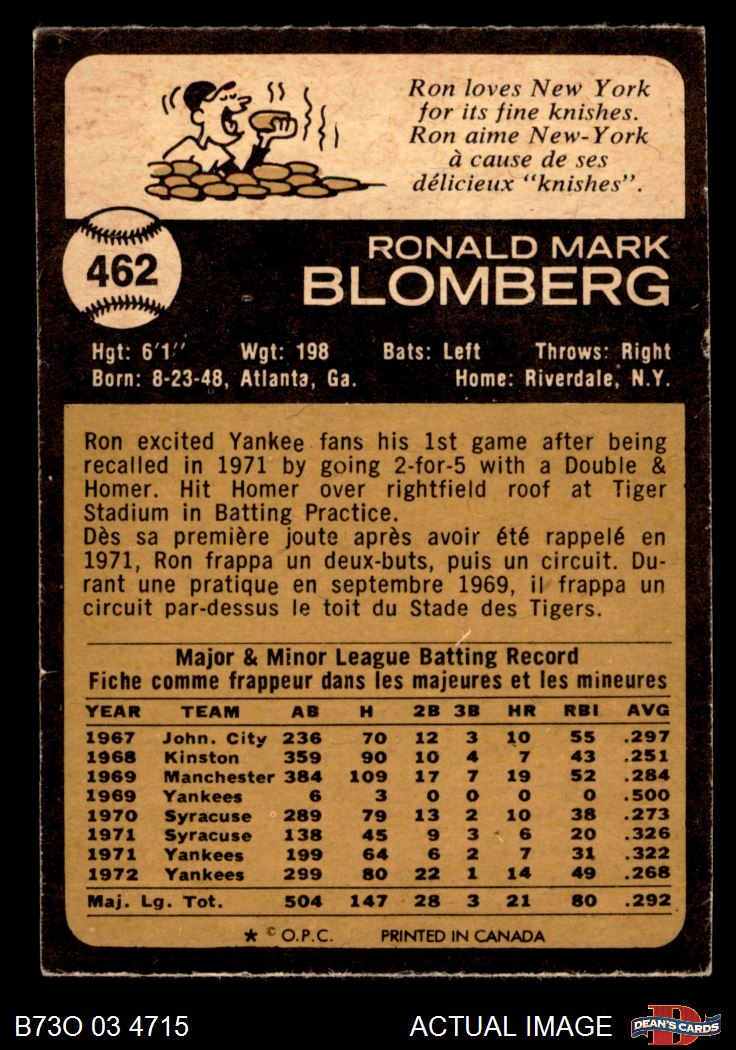 Ron loves New York
for its fine knishes.
Ron aime New-York
à cause de ses
délicieux "knishes".
462
RONALD MARK
BLOMBERG
Hgt: 6'1" Wgt: 198 Bats: Left Throws: Right
Born: 8-23-48, Atlanta, Ga. Home: Riverdale, N.Y.
Ron excited Yankee fans his 1st game after being
recalled in 1971 by going 2-for-5 with a Double &
Homer. Hit Homer over rightfield roof at Tiger
Stadium in Batting Practice.
Dès sa première joute après avoir été rappelé en
1971, Ron frappa un deux-buts, puis un circuit. Du-
rant une pratique en septembre 1969, il frappa un
circuit par-dessus le toit du Stade des Tigers.
Major & Minor League Batting Record
Fiche comme frappeur dans les majeures et les mineures
YEAR TEAM AB H 2B 3B HR RBI AVG
1967 John. City 236 70 12 3 10 55 .297
1968 Kinston 359 90 10 4 7 43 .251
1969 Manchester 384 109 17 7 19 52 .284
1969 Yankees 6 3 0 0 0 0 .500
1970 Syracuse 289 79 13 2 10 38 .273
1971 Syracuse 138 45 9 3 6 20 .326
1971 Yankees 199 64 6 2 7 31 .322
1972 Yankees 299 80 22 1 14 49 .268
Maj. Lg. Tot. 504 147 28 3 21 80 .292
* © O.P.C. PRINTED IN CANADA
B73O 03 4715 ACTUAL IMAGE D DEAN'S CARDS